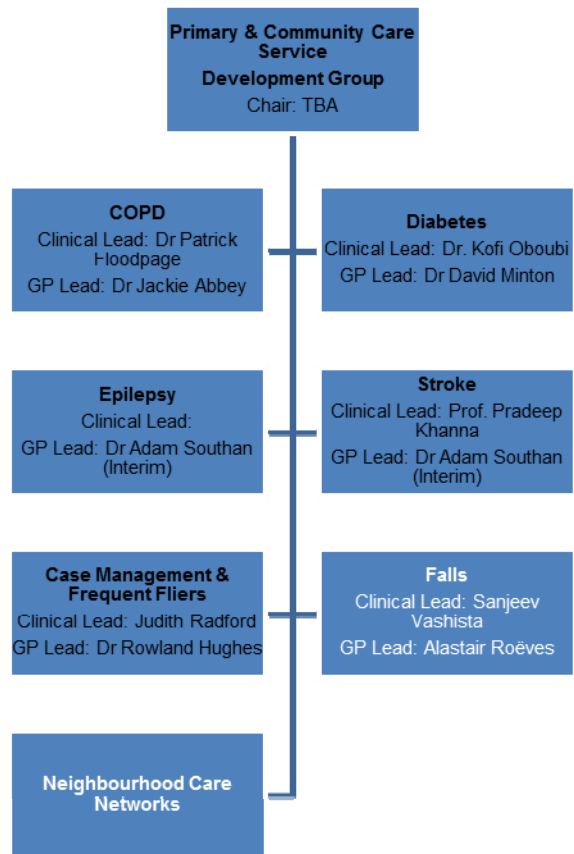 Primary & Community Care
Service
Development Group
Chair: TBA
COPD
Clinical Lead: Dr Patrick
Floodpage
GP Lead: Dr Jackie Abbey
Diabetes
Clinical Lead: Dr. Kofi Oboubi
GP Lead: Dr David Minton
Epilepsy
Clinical Lead:
GP Lead: Dr Adam Southan
(Interim)
Stroke
Clinical Lead: Prof. Pradeep
Khanna
GP Lead: Dr Adam Southan
(Interim)
Case Management &
Frequent Fliers
Clinical Lead: Judith Radford
GP Lead: Dr Rowland Hughes
Falls
Clinical Lead: Sanjeev
Vashista
GP Lead: Alastair Roëves
Neighbourhood Care
Networks